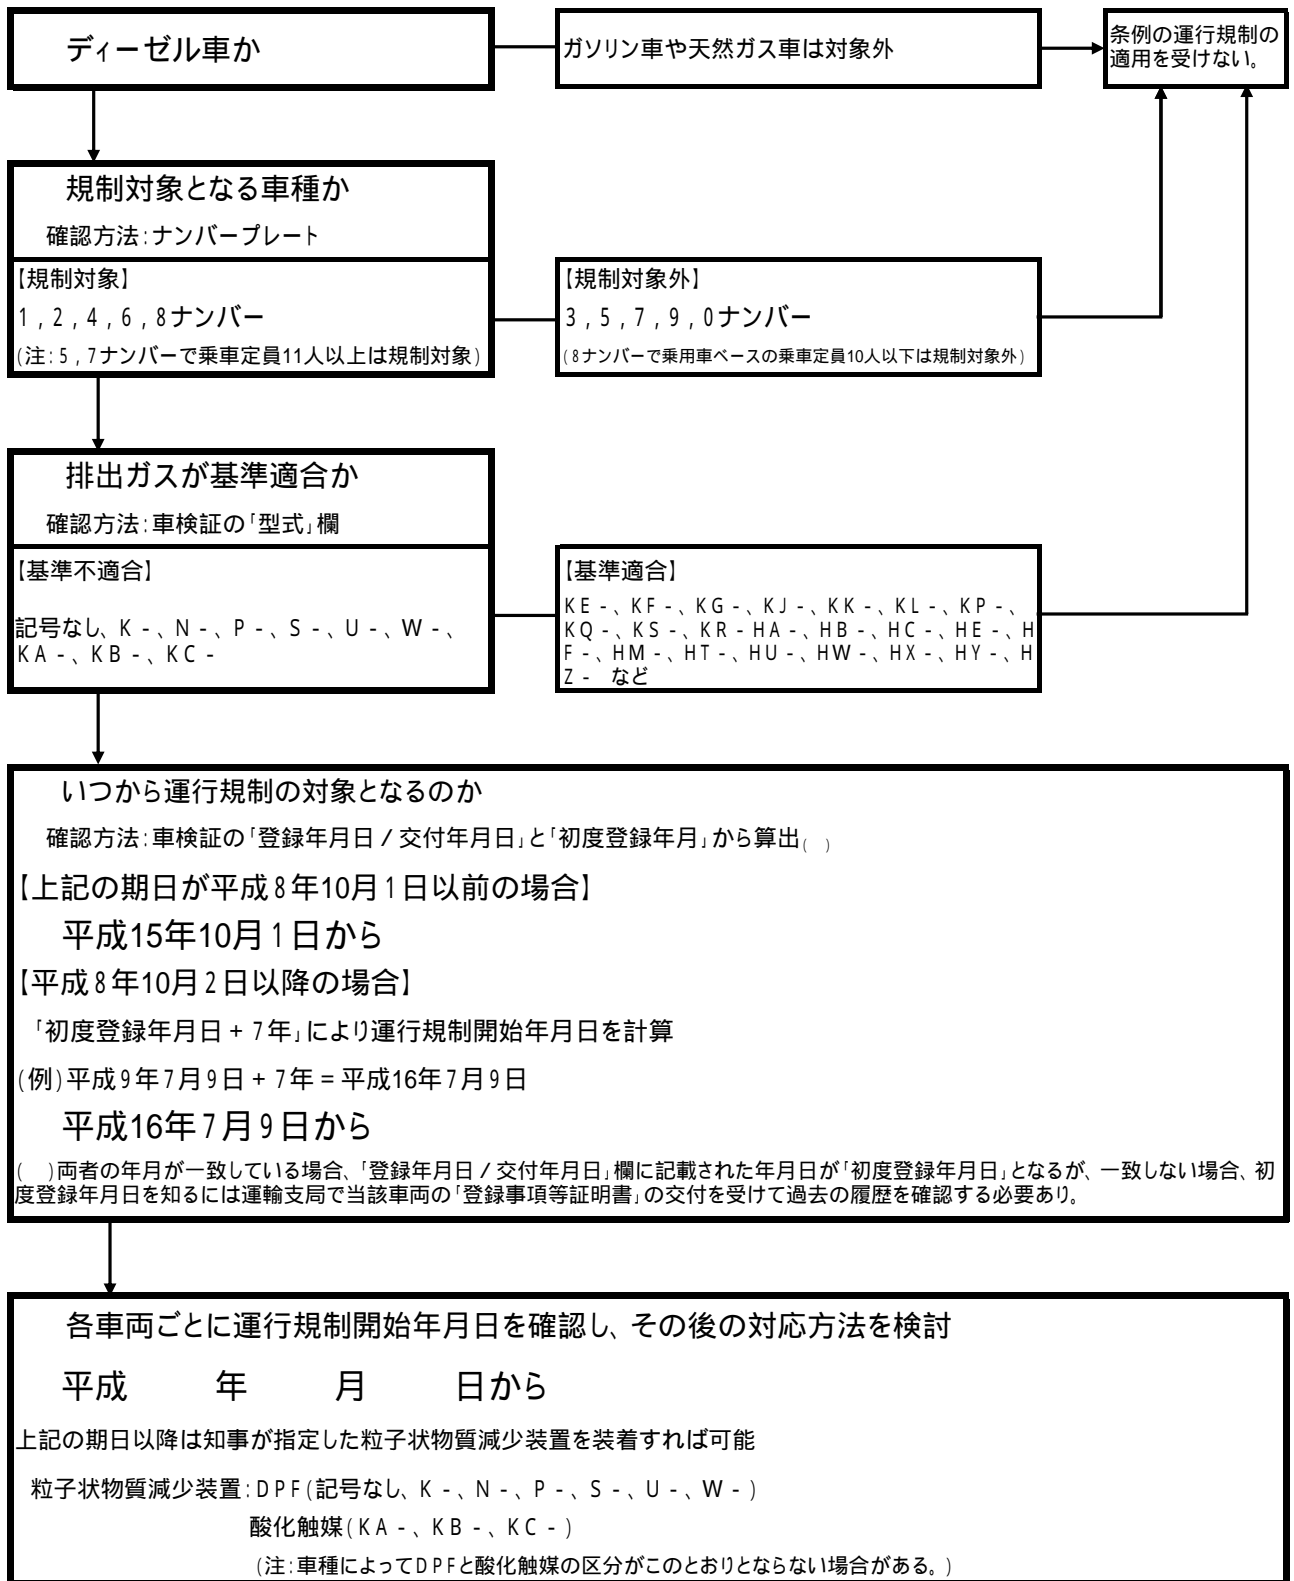 ディーゼル車か
ガソリン車や天然ガス車は対象外
条例の運行規制の
適用を受けない。
規制対象となる車種か
確認方法:ナンバープレート
【規制対象】
1,2,4,6,8ナンバー
(注:5,7ナンバーで乗車定員11人以上は規制対象)
【規制対象外】
3,5,7,9,0ナンバー
(8ナンバーで乗用車ベースの乗車定員10人以下は規制対象外)
排出ガスが基準適合か
確認方法:車検証の「型式」欄
【基準不適合】
記号なし、K-、N-、P-、S-、U-、W-、
KA-、KB-、KC-
【基準適合】
KE-、KF-、KG-、KJ-、KK-、KL-、KP-、
KQ-、KS-、KR-HA-、HB-、HC-、HE-、H
F-、HM-、HT-、HU-、HW-、HX-、HY-、H
Z- など
いつから運行規制の対象となるのか
確認方法:車検証の「登録年月日/交付年月日」と「初度登録年月」から算出( )
【上記の期日が平成8年10月1日以前の場合】
平成15年10月1日から
【平成8年10月2日以降の場合】
「初度登録年月日+7年」により運行規制開始年月日を計算
(例)平成9年7月9日+7年=平成16年7月9日
平成16年7月9日から
( )両者の年月が一致している場合、「登録年月日/交付年月日」欄に記載された年月日が「初度登録年月日」となるが、一致しない場合、初
度登録年月日を知るには運輸支局で当該車両の「登録事項等証明書」の交付を受けて過去の履歴を確認する必要あり。
各車両ごとに運行規制開始年月日を確認し、その後の対応方法を検討
平成 年 月 日から
上記の期日以降は知事が指定した粒子状物質減少装置を装着すれば可能
粒子状物質減少装置:DPF(記号なし、K-、N-、P-、S-、U-、W-)
酸化触媒(KA-、KB-、KC-)
(注:車種によってDPFと酸化触媒の区分がこのとおりとならない場合がある。)